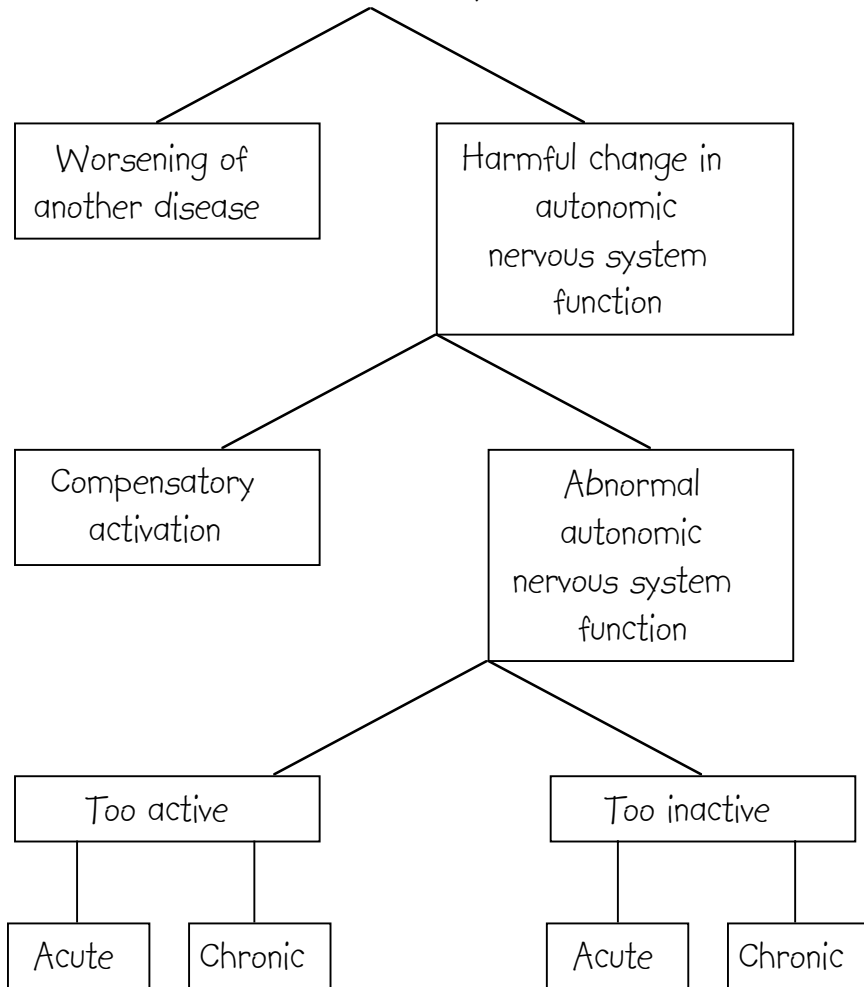 Worsening of
another disease
Harmful change in
autonomic
nervous system
function
Compensatory
activation
Abnormal
autonomic
nervous system
function
Too active
Too inactive
Acute
Chronic
Acute
Chronic